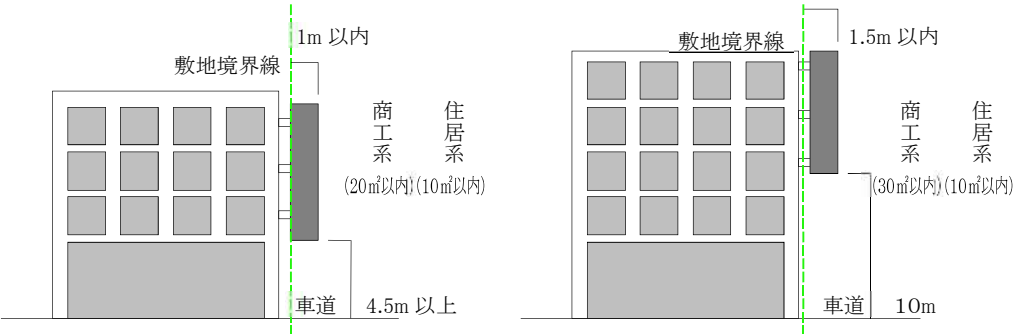 1m 以内
敷地境界線
商工系
住居系
(20㎡以内)(10㎡以内)
車道
4.5m 以上
1.5m 以内
敷地境界線
商工系
住居系
(30㎡以内)(10㎡以内)
車道
10m